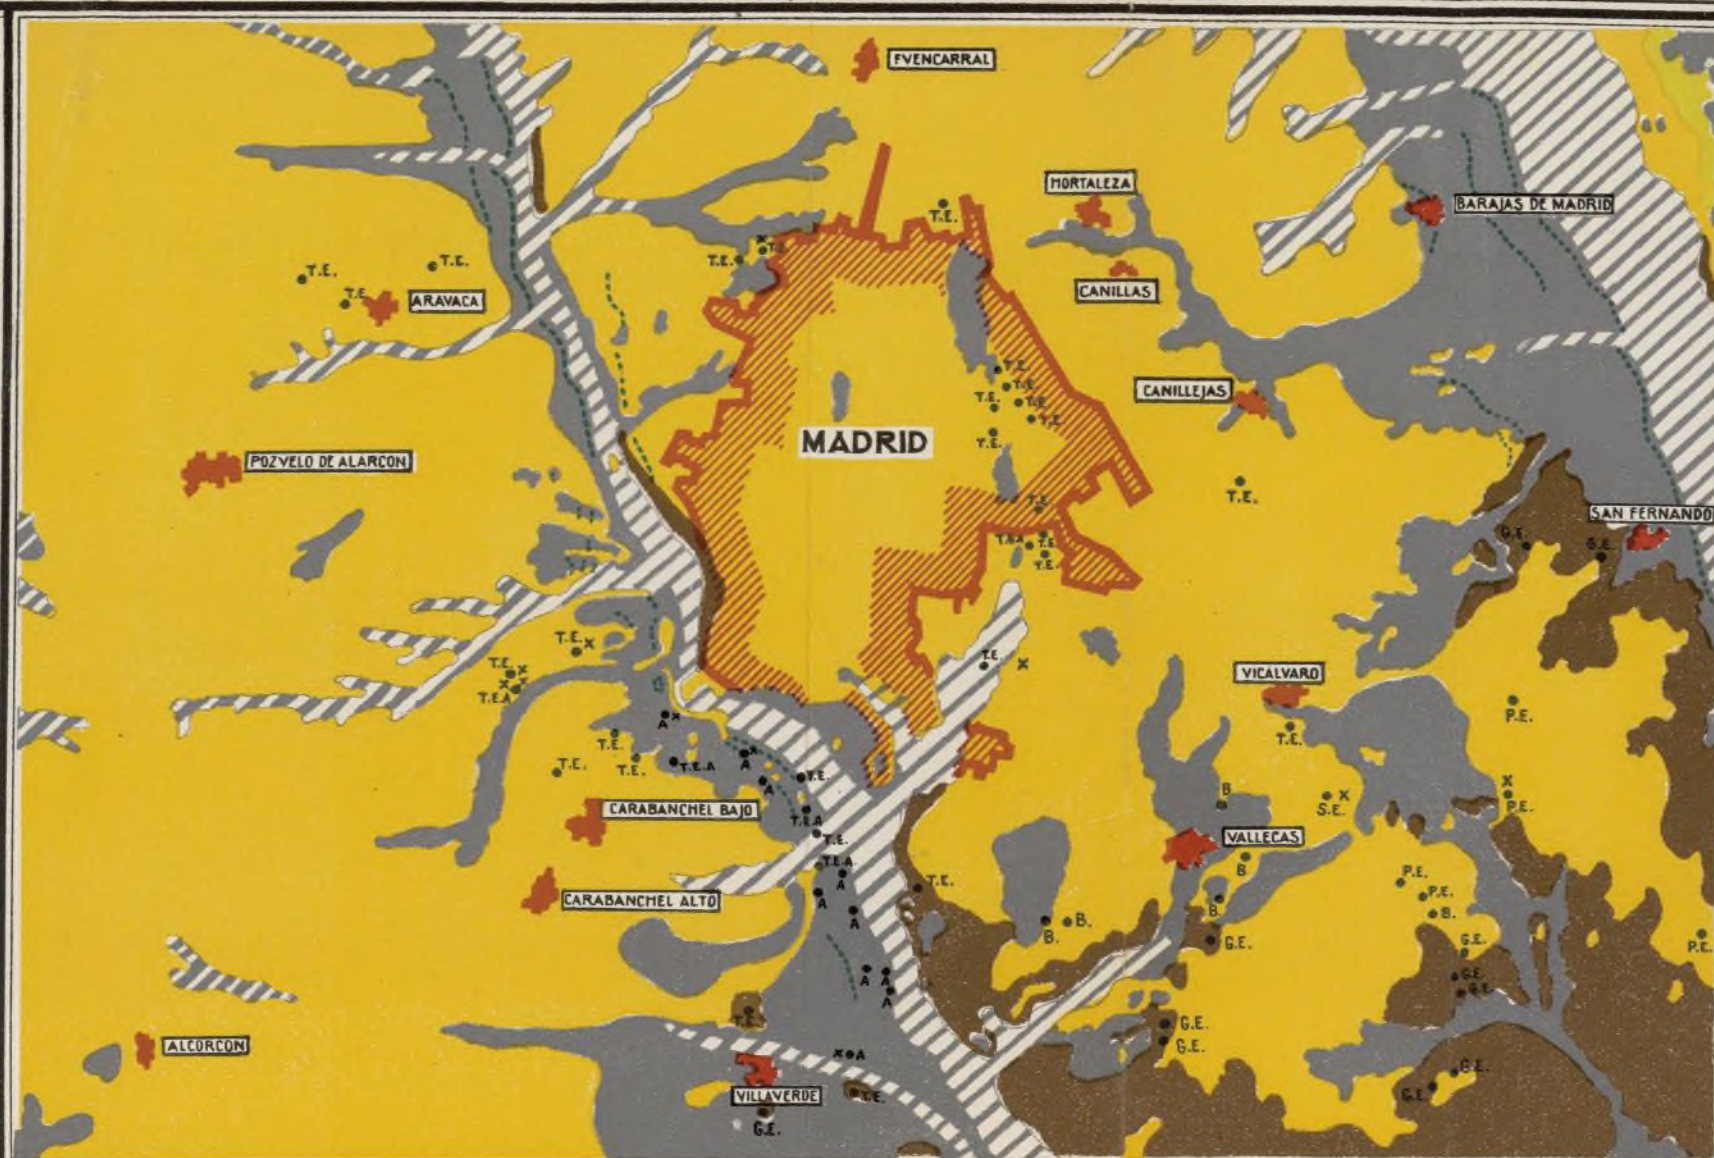 FVENCARRAL
HORTALEZA
BARAJAS DE MADRID
T.E.
T.E.
T.E.
T.E.
T.E.
T.E.
ARAVACA
CANILLAS
T.E.
T.E.
T.E.
T.E.
T.E.
T.E.
CANILLEJAS
MADRID
POZVELO DE ALARCON
T.E.
T.E.
SAN FERNANDO
G.E.
G.E.
T.E.
T.E.
T.E. X
T.E. X
X X
T.E.A
T.E. X
VICALVARO
P.E.
A X
T.E.
T.E.
T.E.
T.E.
T.E.A
X
A
A
T.E.
B
S.E. X
X
P.E.
CARABANCHEL BAJO
T.E.A
T.E.
VALLECAS
T.E.A
A
B
CARABANCHEL ALTO
A
A
T.E.
B.
B.
B.
G.E.
P.E.
P.E.
B.
G.E.
P.E.
A
A
A
G.E.
G.E.
T.E.
G.E.
G.E.
ALCORCON
X A
VILLAVERDE
T.E.
G.E.
G.E.
G.E.